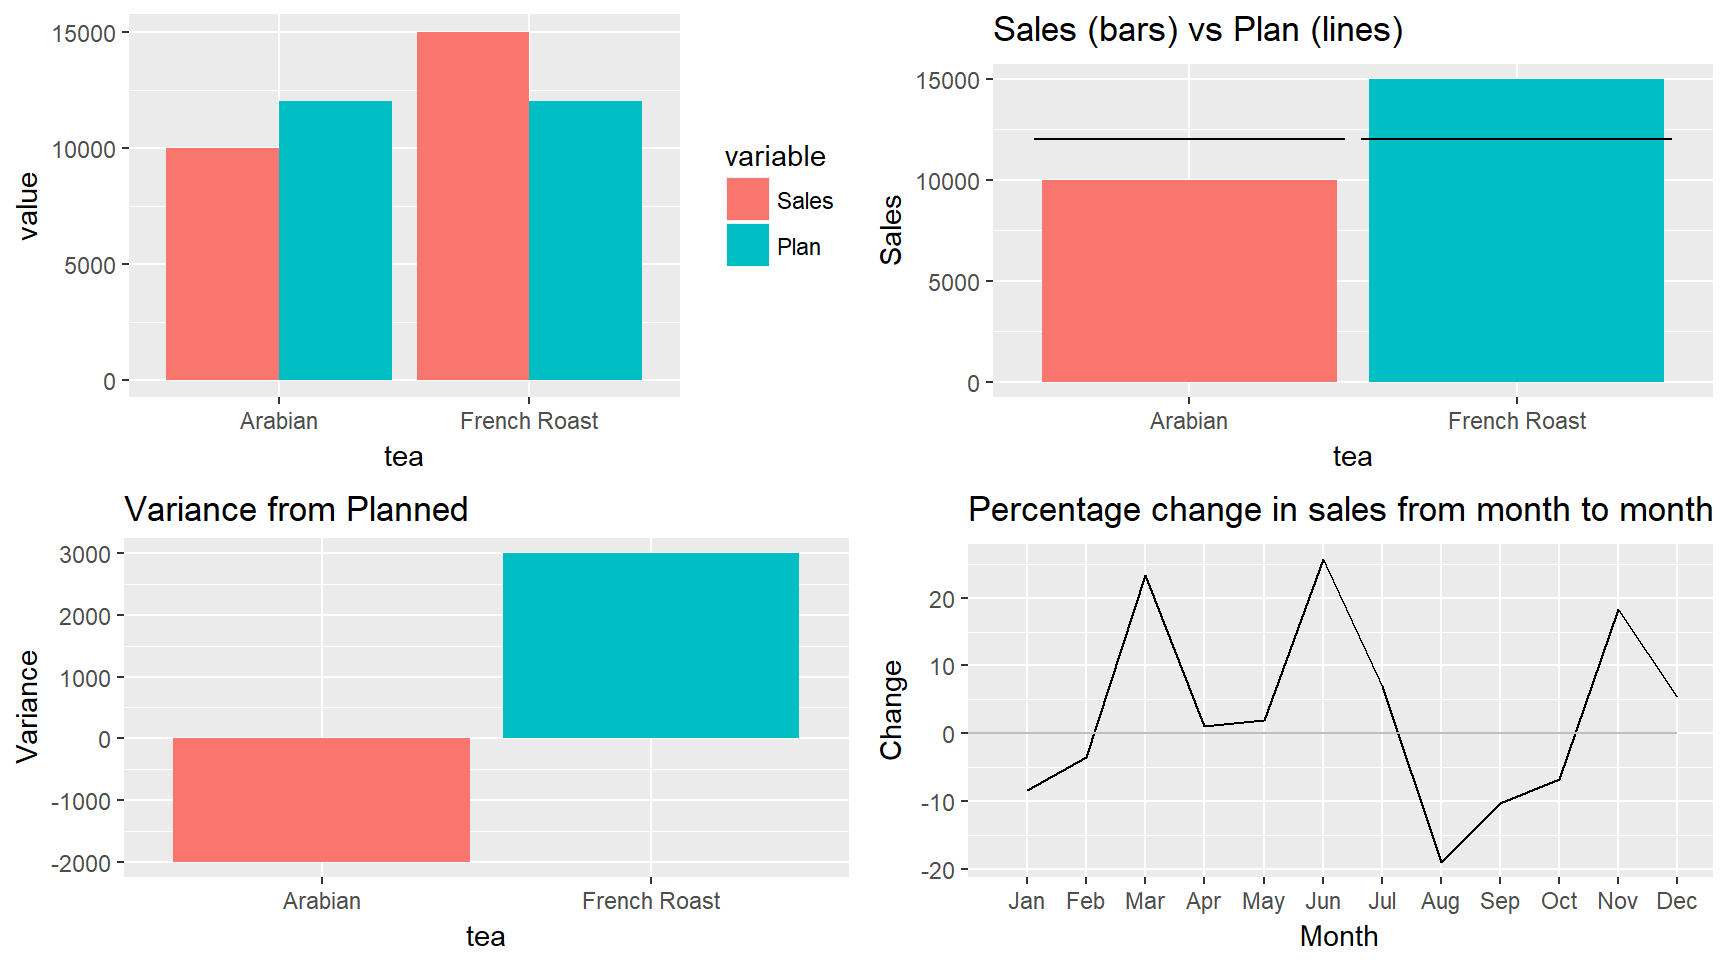 15000
10000
5000
0
value
Arabian French Roast
tea
variable
Sales
Plan
Sales (bars) vs Plan (lines)
15000
10000
5000
0
Sales
Arabian French Roast
tea
Variance from Planned
3000
2000
1000
0
-1000
-2000
Variance
Arabian French Roast
tea
Percentage change in sales from month to month
20
10
0
-10
-20
Change
Jan Feb Mar Apr May Jun Jul Aug Sep Oct Nov Dec
Month